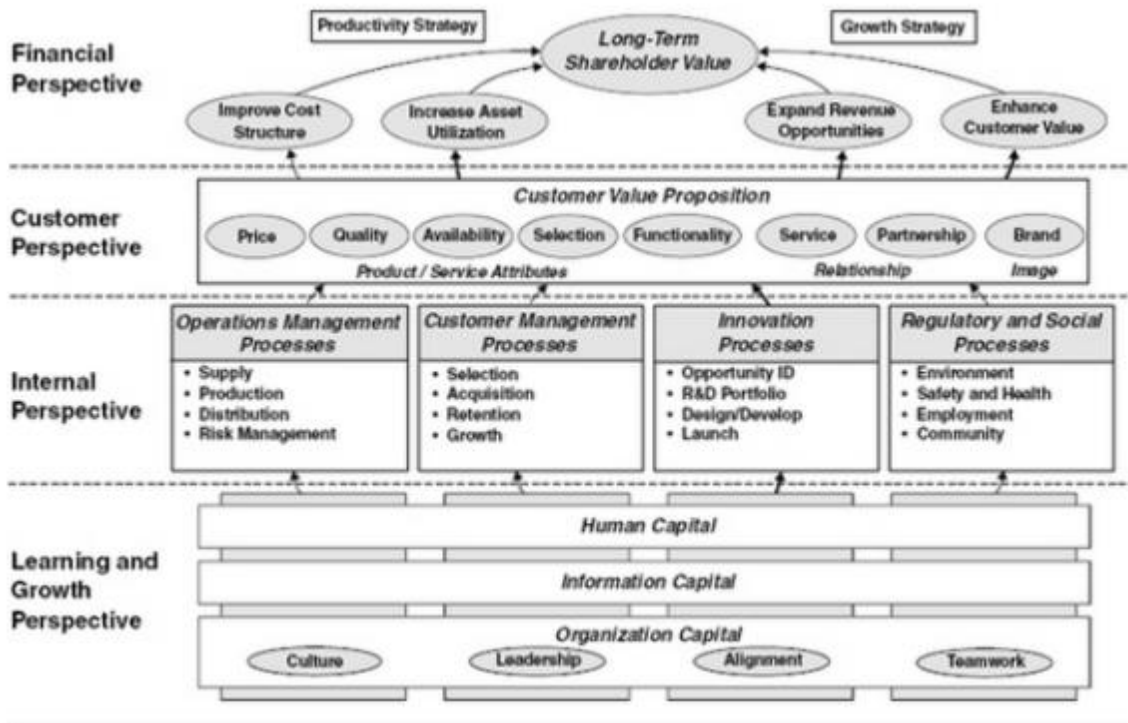 Productivity Strategy
Growth Strategy
Long-Term
Shareholder Value
Financial
Perspective
Improve Cost
Structure
Increase Asset
Utilization
Expand Revenue
Opportunities
Enhance
Customer Value
Customer
Perspective
Customer Value Proposition
Price
Quality
Availability
Selection
Functionality
Service
Partnership
Brand
Product / Service Attributes
Relationship
Image
Internal
Perspective
Operations Management
Processes
• Supply
• Production
• Distribution
• Risk Management
Customer Management
Processes
• Selection
• Acquisition
• Retention
• Growth
Innovation
Processes
• Opportunity ID
• R&D Portfolio
• Design/Develop
• Launch
Regulatory and Social
Processes
• Environment
• Safety and Health
• Employment
• Community
Learning and
Growth
Perspective
Human Capital
Information Capital
Organization Capital
Culture
Leadership
Alignment
Teamwork